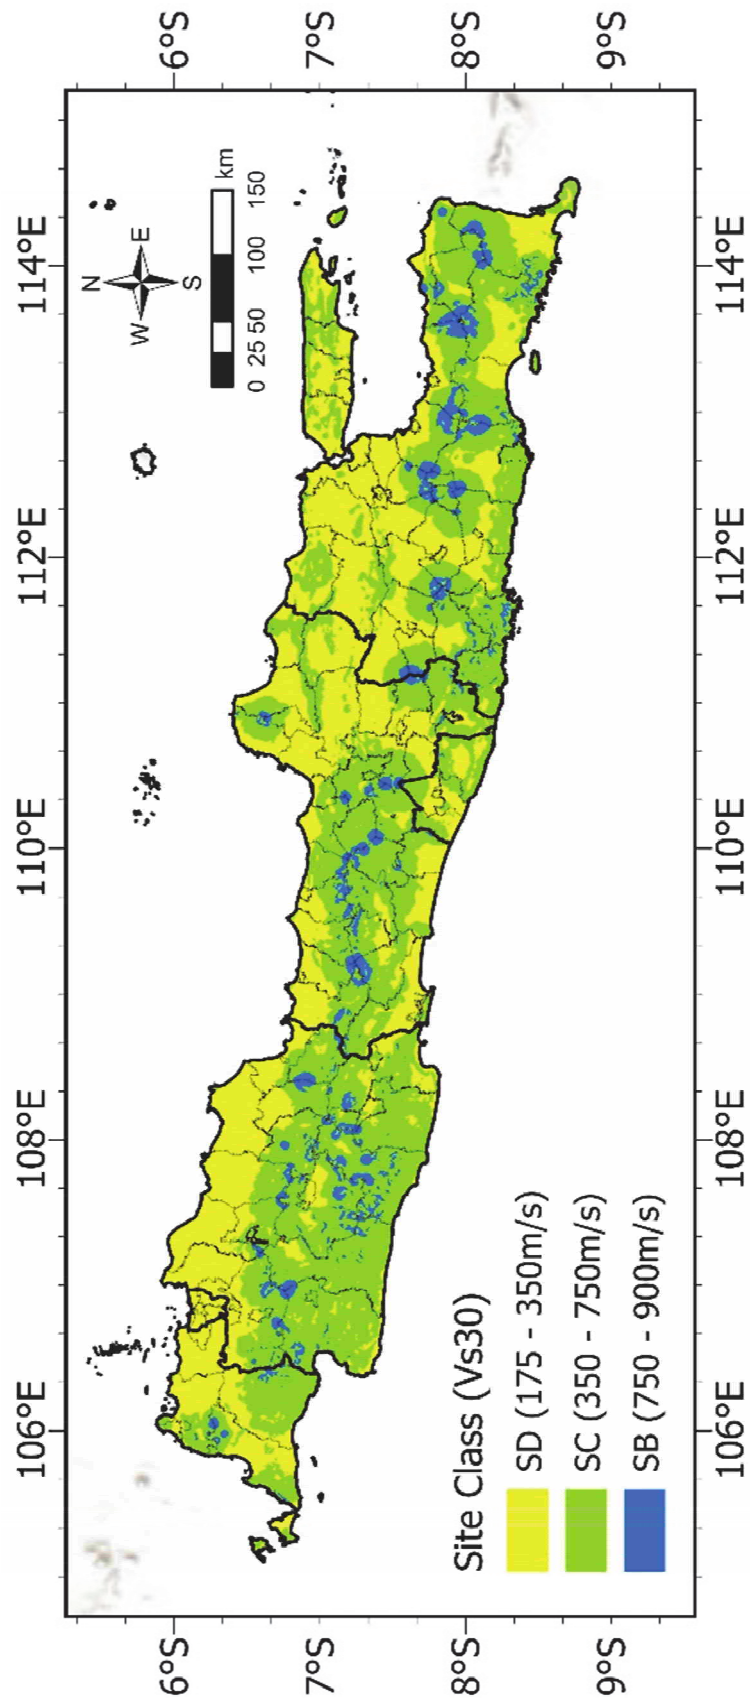 106°E 108°E 110°E 112°E 114°E
6°S 6°S
7°S 7°S
8°S 8°S
9°S 9°S
N
W E
S
km
0 25 50 100 150
Site Class (Vs30)
SD (175 - 350m/s)
SC (350 - 750m/s)
SB (750 - 900m/s)
106°E 108°E 110°E 112°E 114°E